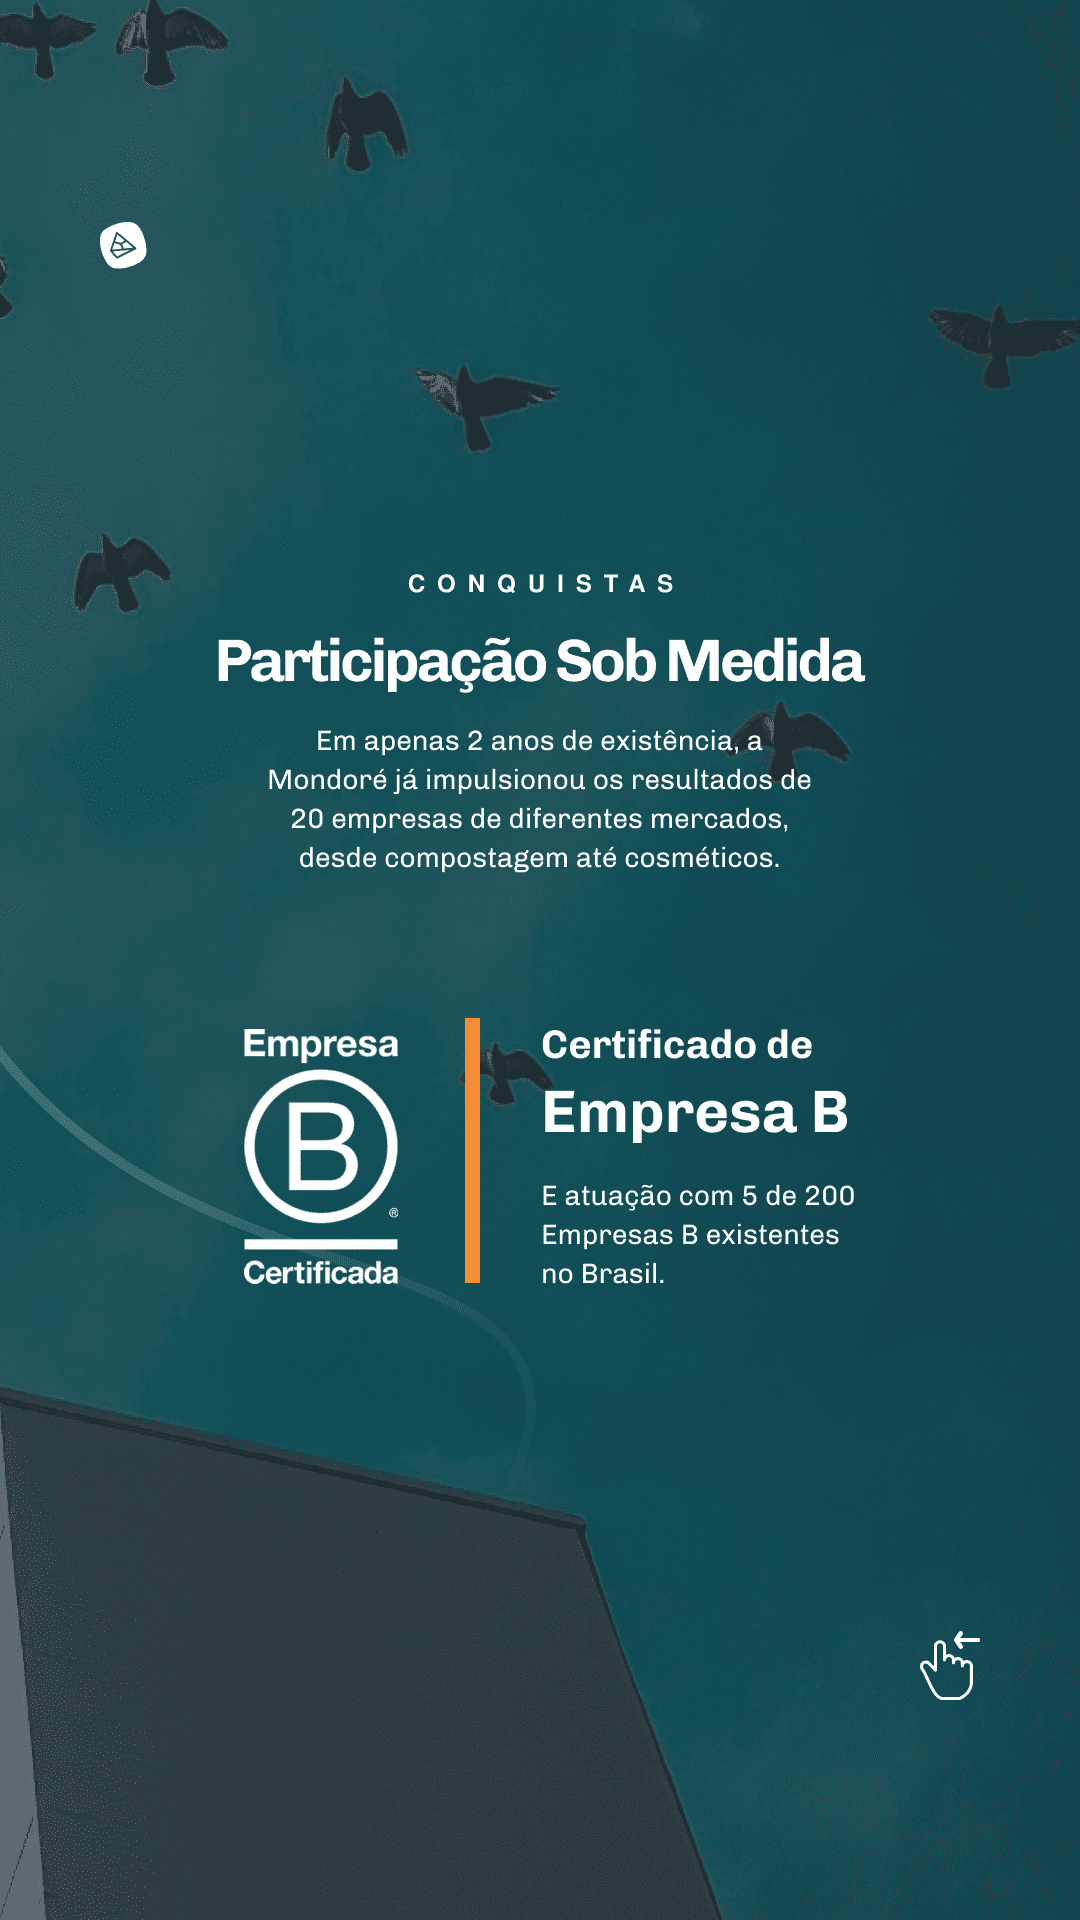 CONQUISTAS
Participação Sob Medida
Em apenas 2 anos de existência, a
Mondoré já impulsionou os resultados de
20 empresas de diferentes mercados,
desde compostagem até cosméticos.
Empresa
B
®
Certificada
Certificado de
Empresa B
E atuação com 5 de 200
Empresas B existentes
no Brasil.